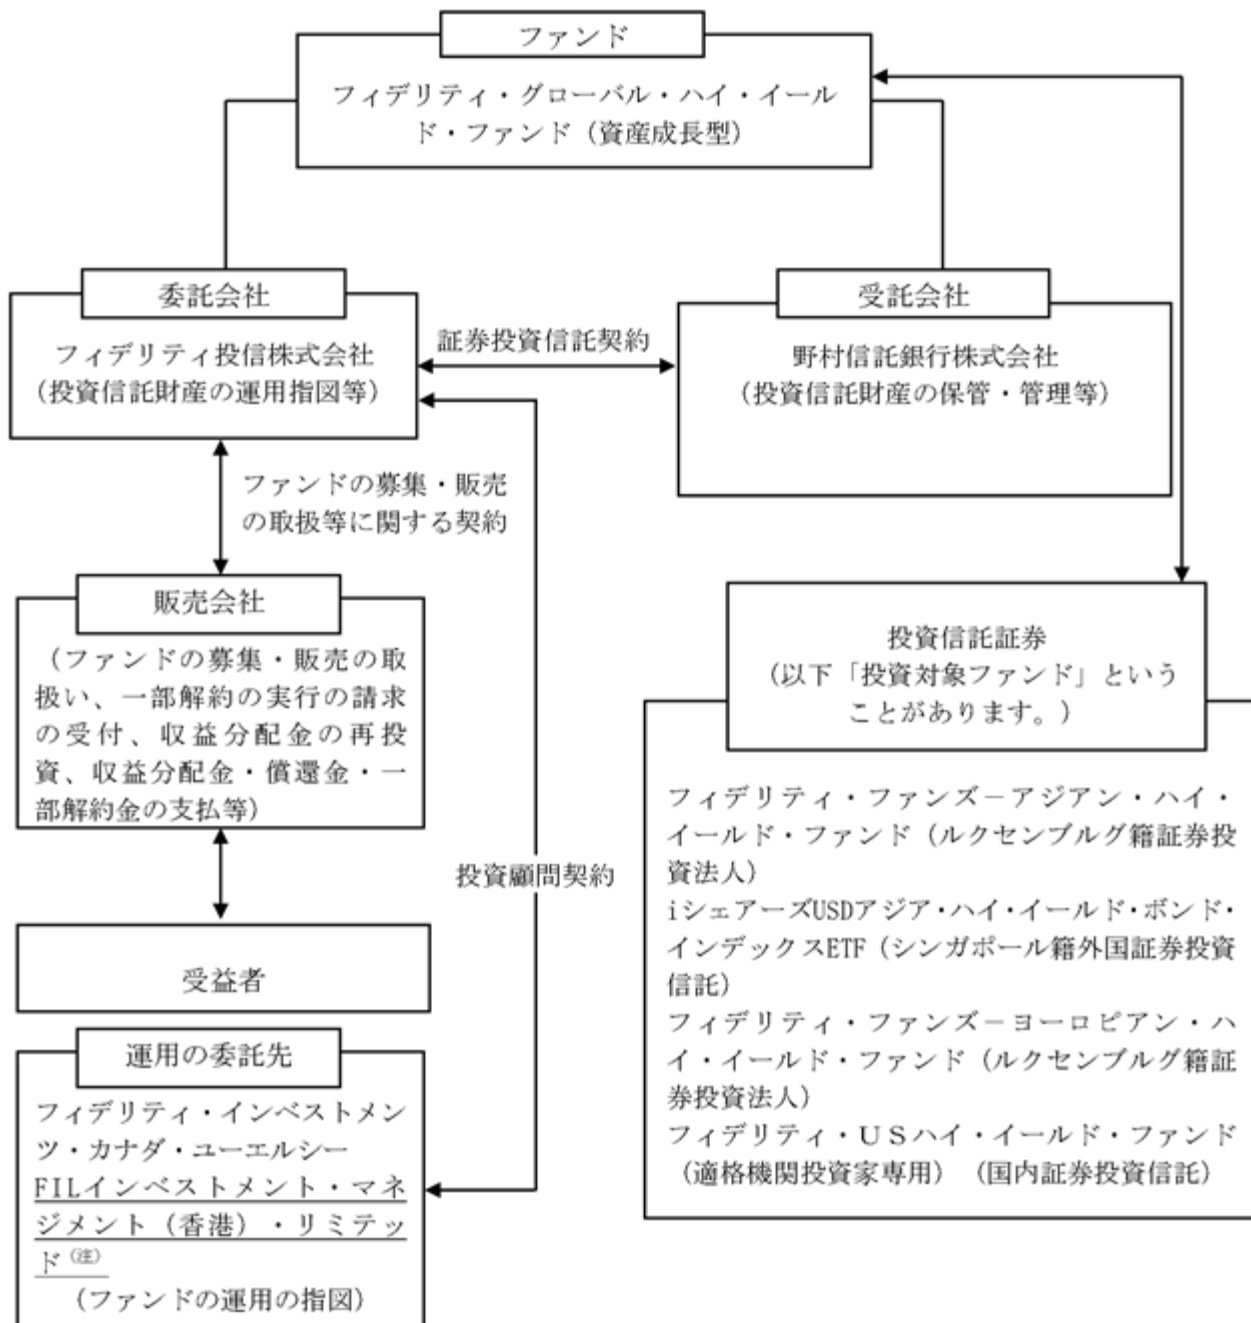 ファンド
フィデリティ・グローバル・ハイ・イール
ド・ファンド（資産成長型）
委託会社
フィデリティ投信株式会社
（投資信託財産の運用指図等）
証券投資信託契約
受託会社
野村信託銀行株式会社
（投資信託財産の保管・管理等）
ファンドの募集・販売
の取扱等に関する契約
販売会社
（ファンドの募集・販売の取
扱い、一部解約の実行の請求
の受付、収益分配金の再投
資、収益分配金・償還金・一
部解約金の支払等）
投資顧問契約
受益者
運用の委託先
フィデリティ・インベストメン
ツ・カナダ・ユーエルシー
FILインベストメント・マネ
ジメント（香港）・リミテッ
ド（注）
（ファンドの運用の指図）
投資信託証券
（以下「投資対象ファンド」という
ことがあります。）
フィデリティ・ファンズ－アジアン・ハイ・
イールド・ファンド（ルクセンブルグ籍証券投
資法人）
iシェアーズUSDアジア・ハイ・イールド・ボンド・
インデックスETF（シンガポール籍外国証券投資
信託）
フィデリティ・ファンズ－ヨーロピアン・ハ
イ・イールド・ファンド（ルクセンブルグ籍証
券投資法人）
フィデリティ・ＵＳハイ・イールド・ファンド
（適格機関投資家専用）（国内証券投資信託）